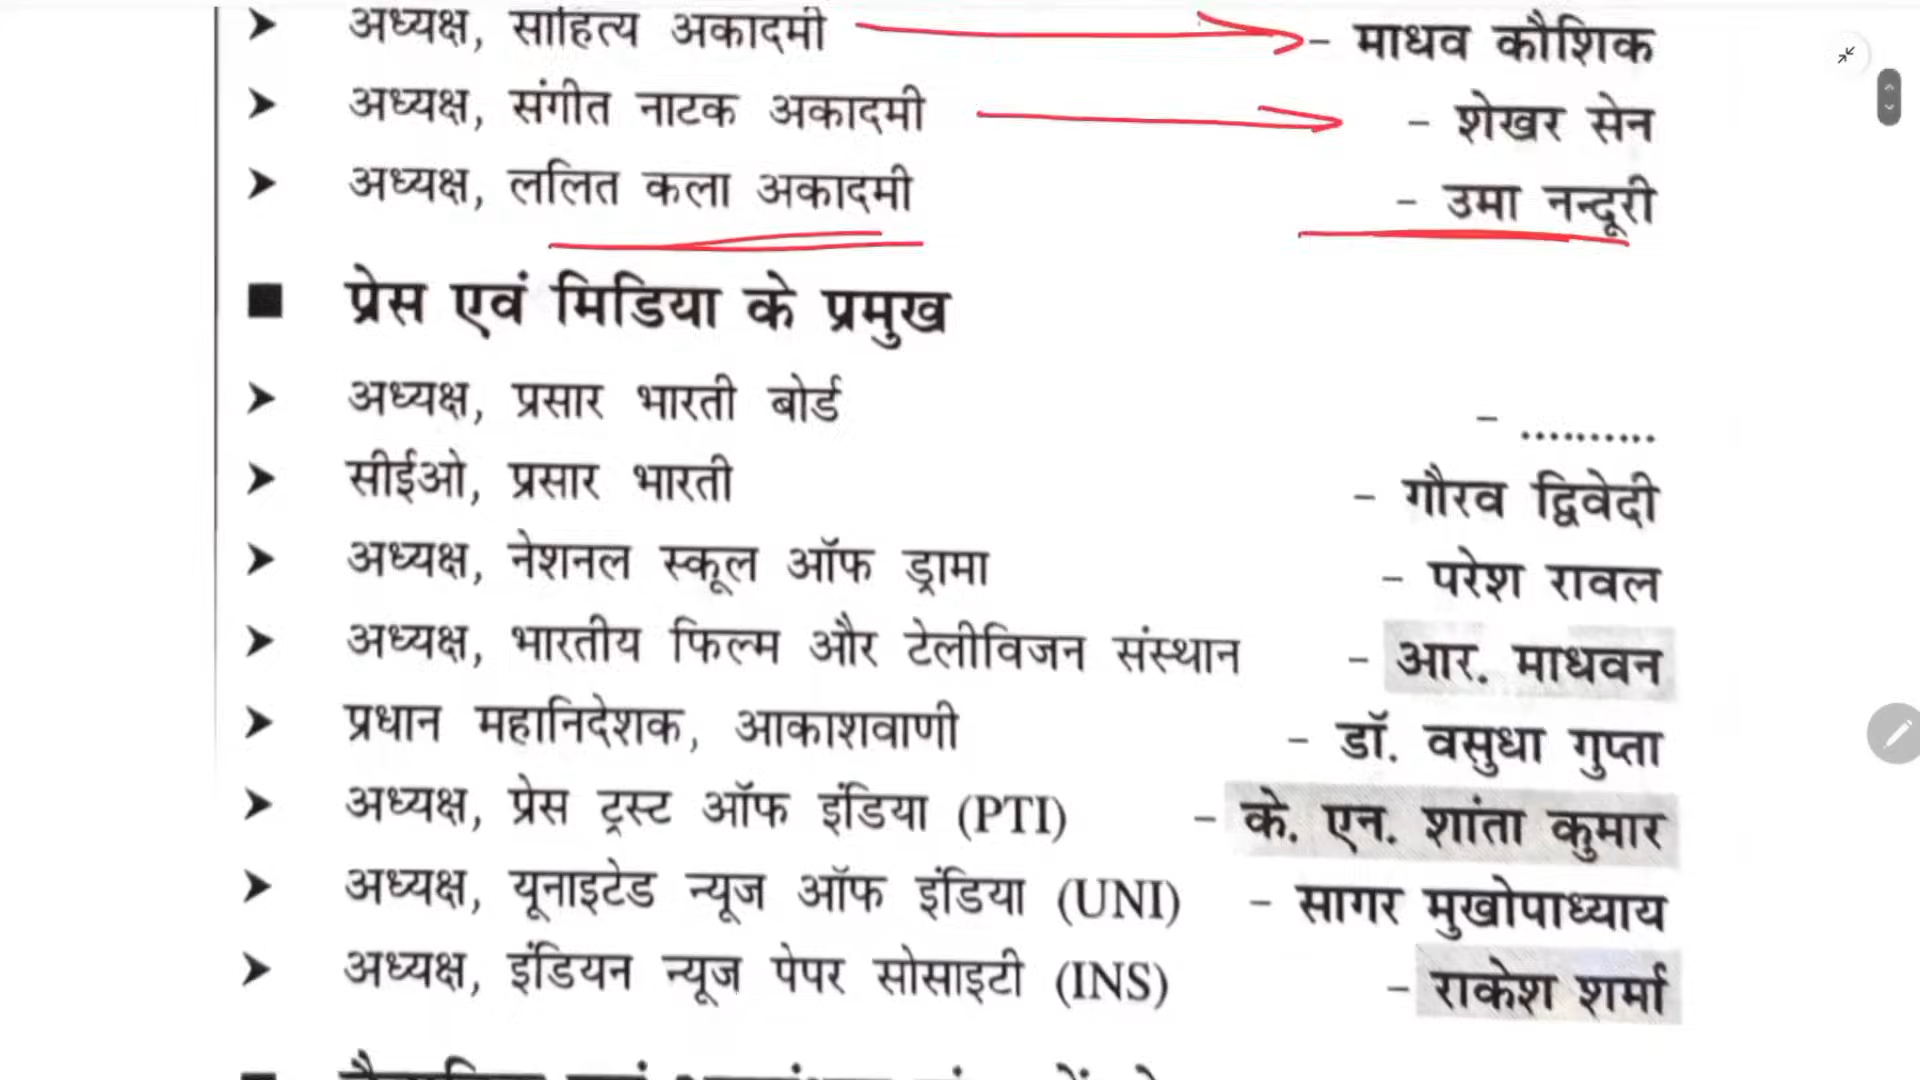 ➤ अध्यक्ष, साहित्य अकादमी – माधव कौशिक
➤ अध्यक्ष, संगीत नाटक अकादमी – शेखर सेन
➤ अध्यक्ष, ललित कला अकादमी – उमा नन्दूरी
■ प्रेस एवं मिडिया के प्रमुख
➤ अध्यक्ष, प्रसार भारती बोर्ड – ..........
➤ सीईओ, प्रसार भारती – गौरव द्विवेदी
➤ अध्यक्ष, नेशनल स्कूल ऑफ ड्रामा – परेश रावल
➤ अध्यक्ष, भारतीय फिल्म और टेलीविजन संस्थान – आर. माधवन
➤ प्रधान महानिदेशक, आकाशवाणी – डॉ. वसुधा गुप्ता
➤ अध्यक्ष, प्रेस ट्रस्ट ऑफ इंडिया (PTI) – के. एन. शांता कुमार
➤ अध्यक्ष, यूनाइटेड न्यूज ऑफ इंडिया (UNI) – सागर मुखोपाध्याय
➤ अध्यक्ष, इंडियन न्यूज पेपर सोसाइटी (INS) – राकेश शर्मा